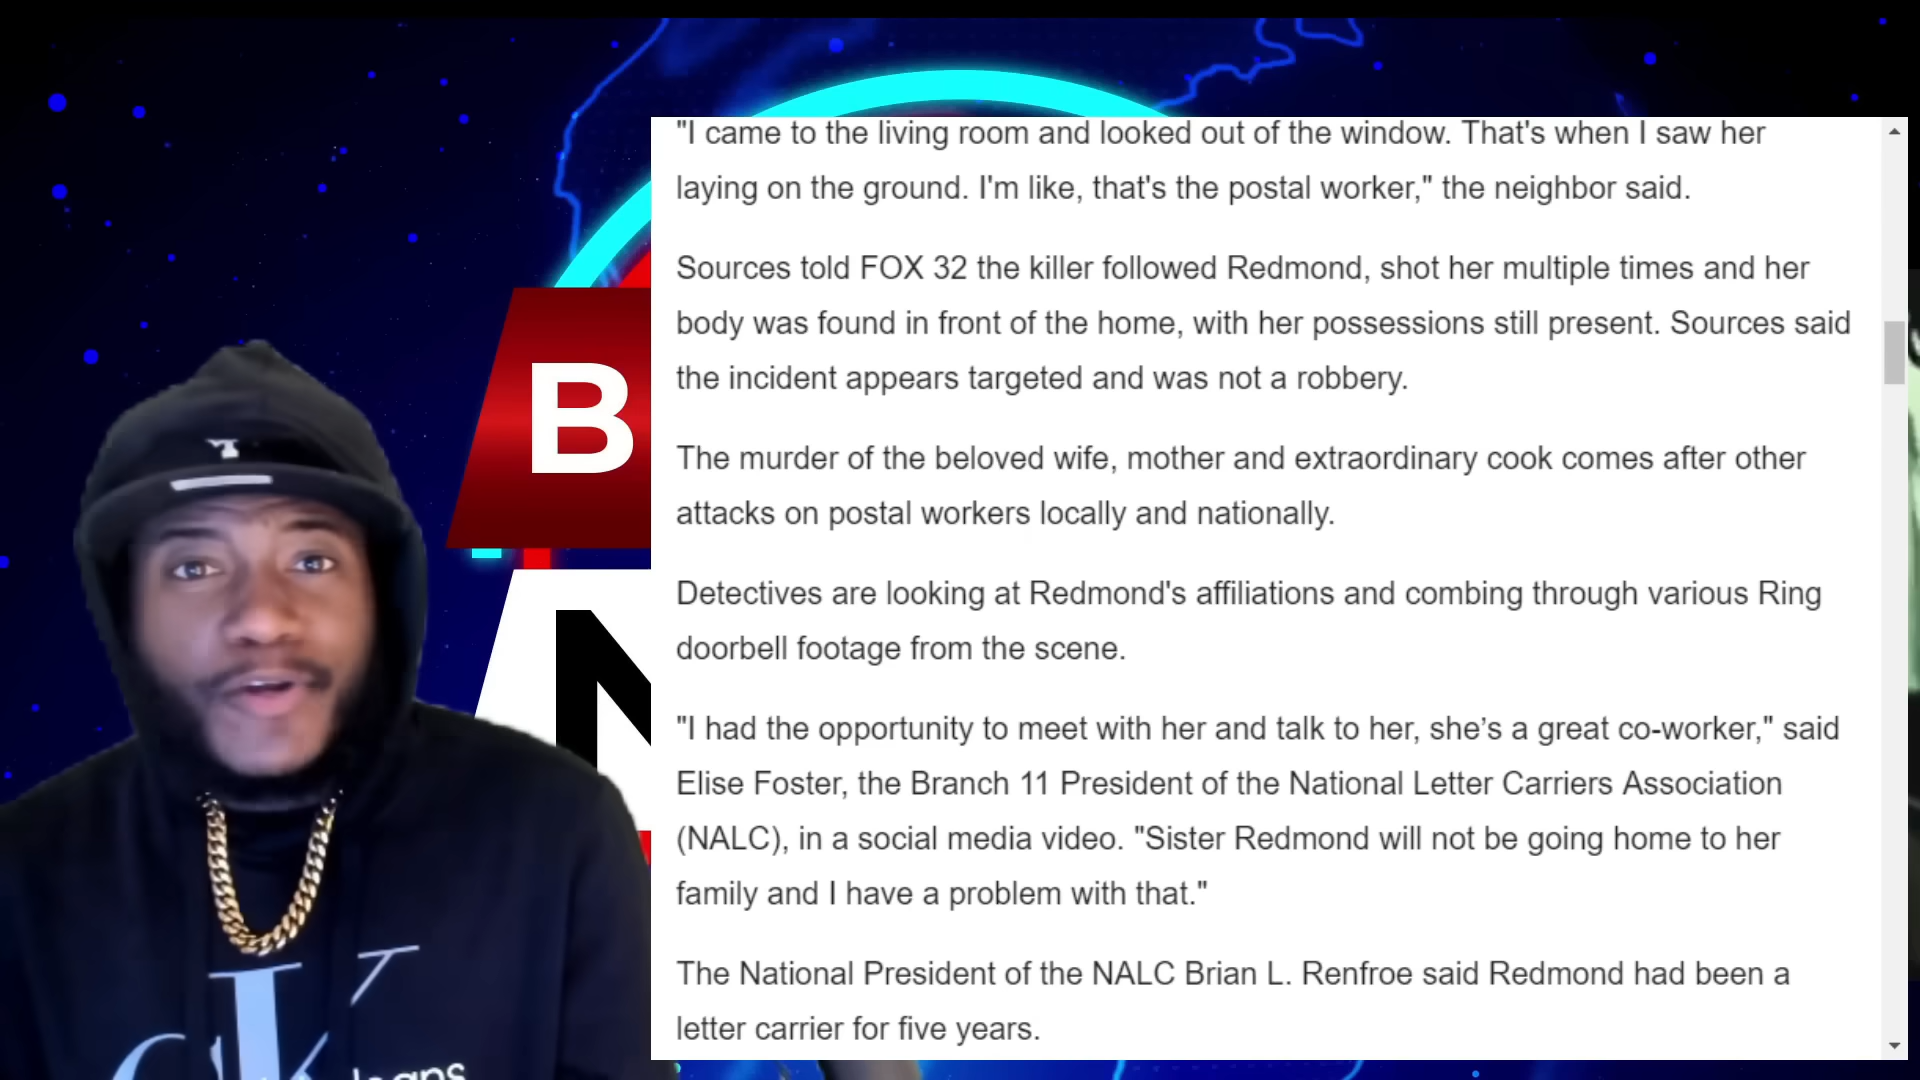 "I came to the living room and looked out of the window. That's when I saw her
laying on the ground. I'm like, that's the postal worker," the neighbor said.
Sources told FOX 32 the killer followed Redmond, shot her multiple times and her
body was found in front of the home, with her possessions still present. Sources said
the incident appears targeted and was not a robbery.
The murder of the beloved wife, mother and extraordinary cook comes after other
attacks on postal workers locally and nationally.
Detectives are looking at Redmond's affiliations and combing through various Ring
doorbell footage from the scene.
"I had the opportunity to meet with her and talk to her, she’s a great co-worker," said
Elise Foster, the Branch 11 President of the National Letter Carriers Association
(NALC), in a social media video. "Sister Redmond will not be going home to her
family and I have a problem with that."
The National President of the NALC Brian L. Renfroe said Redmond had been a
letter carrier for five years.
B
N
CK
Jeans